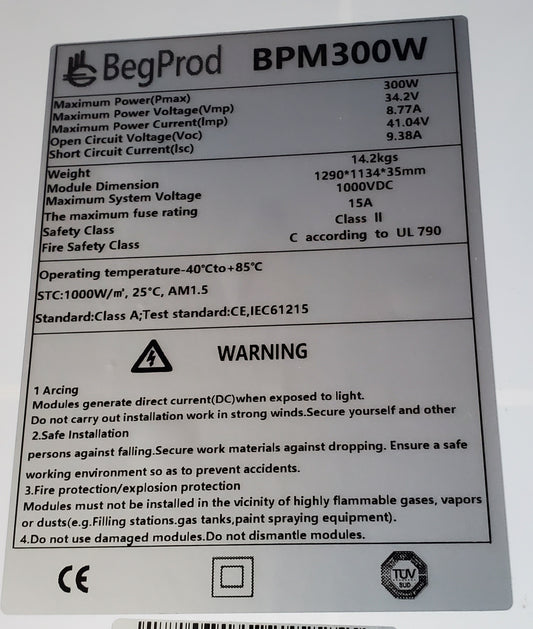 BegProd BPM300W
Maximum Power(Pmax) 300W
Maximum Power Voltage(Vmp) 34.2V
Maximum Power Current(Imp) 8.77A
Open Circuit Voltage(Voc) 41.04V
Short Circuit Current(Isc) 9.38A
Weight 14.2kgs
Module Dimension 1290*1134*35mm
Maximum System Voltage 1000VDC
The maximum fuse rating 15A
Safety Class Class II
Fire Safety Class C according to UL 790
Operating temperature-40°Cto+85°C
STC:1000W/㎡, 25°C, AM1.5
Standard:Class A;Test standard:CE,IEC61215
WARNING
1 Arcing
Modules generate direct current(DC)when exposed to light.
Do not carry out installation work in strong winds.Secure yourself and other
2.Safe Installation
persons against falling.Secure work materials against dropping. Ensure a safe
working environment so as to prevent accidents.
3.Fire protection/explosion protection
Modules must not be installed in the vicinity of highly flammable gases, vapors
or dusts(e.g.Filling stations.gas tanks,paint spraying equipment).
4.Do not use damaged modules.Do not dismantle modules.
CE
TÜV
SÜD